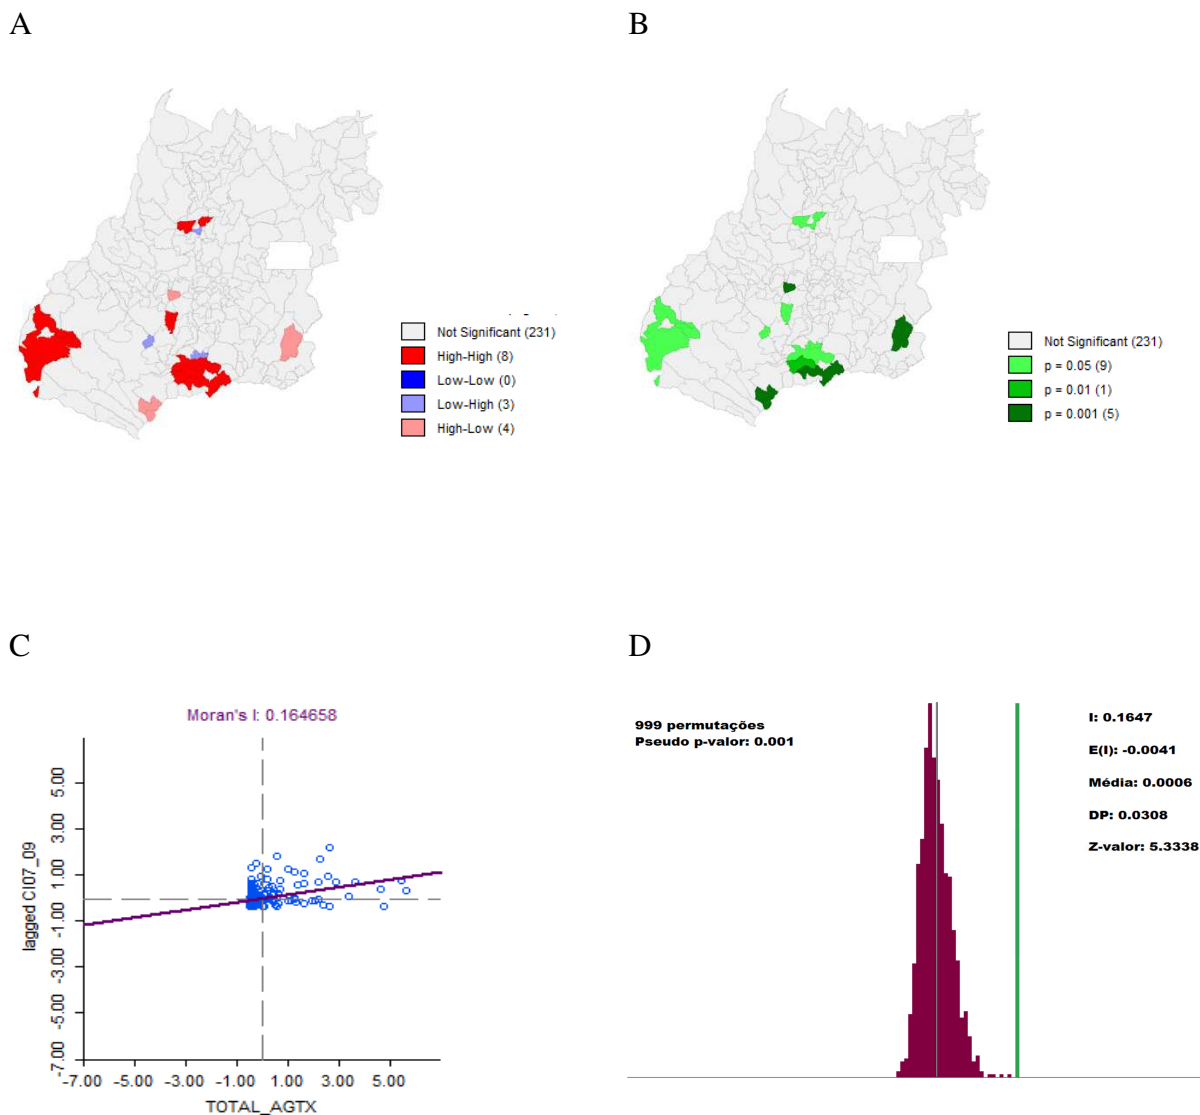 A
B
Not Significant (231)
High-High (8)
Low-Low (0)
Low-High (3)
High-Low (4)
Not Significant (231)
p = 0.05 (9)
p = 0.01 (1)
p = 0.001 (5)
C
D
Moran's I: 0.164658
lagged CI07_09
5.00
3.00
1.00
-1.00
-3.00
-5.00
-7.00
-7.00 -5.00 -3.00 -1.00 1.00 3.00 5.00
TOTAL_AGTX
999 permutações
Pseudo p-valor: 0.001
I: 0.1647
E(I): -0.0041
Média: 0.0006
DP: 0.0308
Z-valor: 5.3338